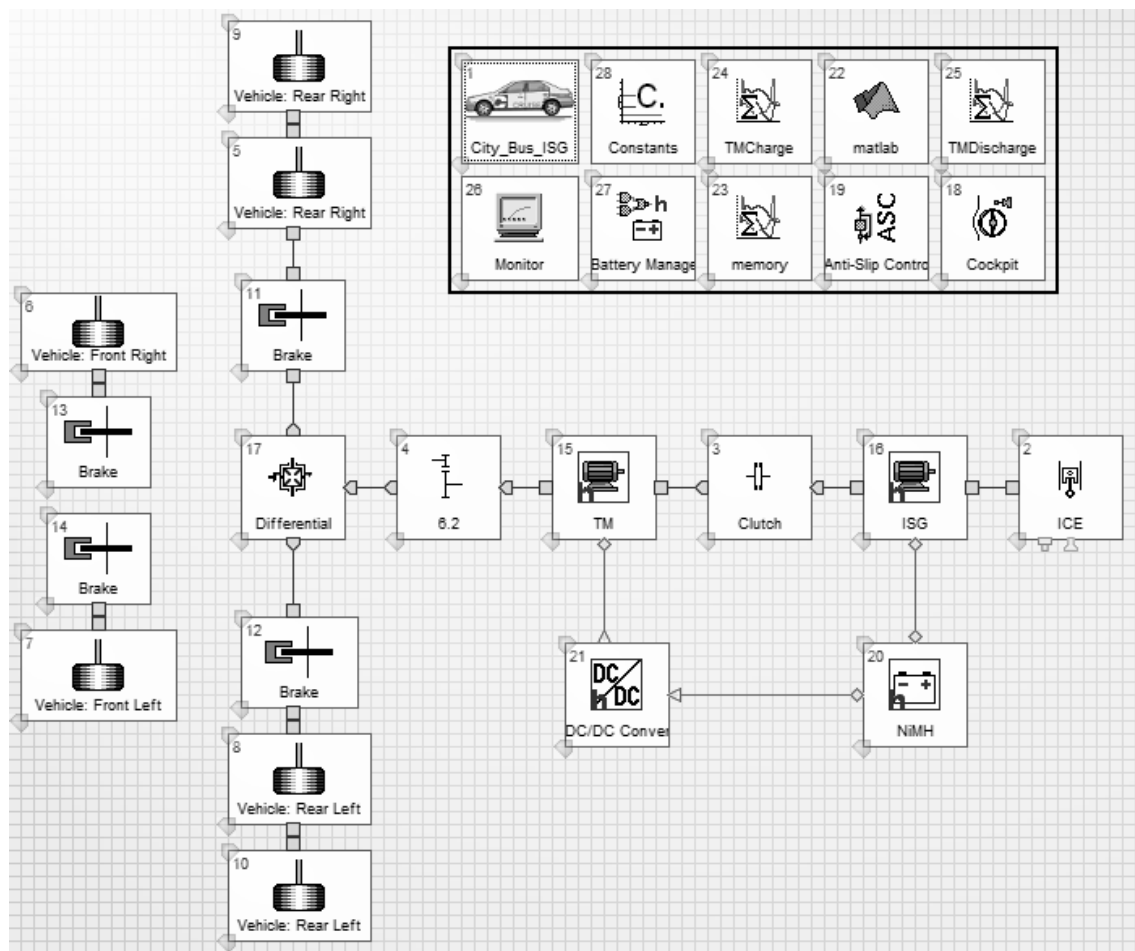 9
Vehicle: Rear Right
5
Vehicle: Rear Right
1
City_Bus_ISG
28
C.
Constants
24
Σ
TMCharge
22
matlab
25
Σ
TMDischarge
26
Monitor
27
h
Battery Manage
23
Σ
memory
19
ASC
Anti-Slip Contro
18
Cockpit
6
Vehicle: Front Right
11
Brake
13
Brake
17
Differential
4
6.2
15
h
TM
3
Clutch
16
h
ISG
2
ICE
14
Brake
7
Vehicle: Front Left
12
Brake
21
DC/DC
h
DC/DC Conver
20
h
NiMH
8
Vehicle: Rear Left
10
Vehicle: Rear Left